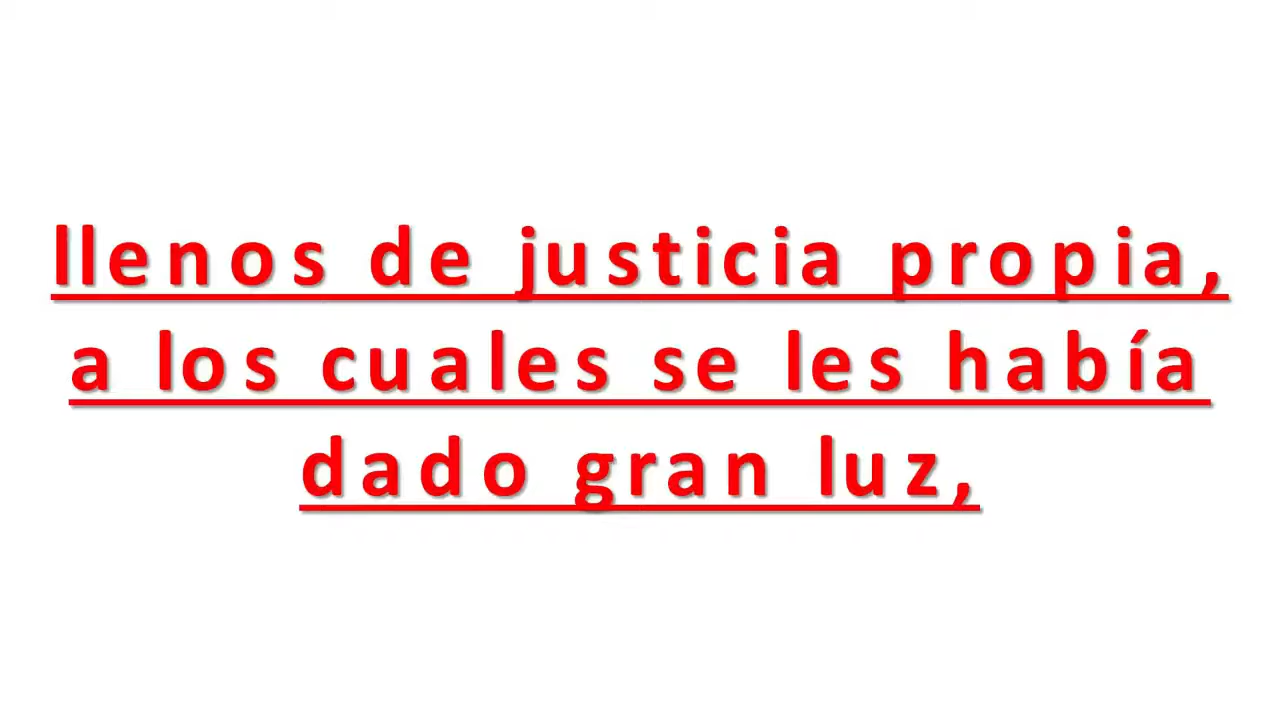 llenos de justicia propia,
a los cuales se les había
dado gran luz,